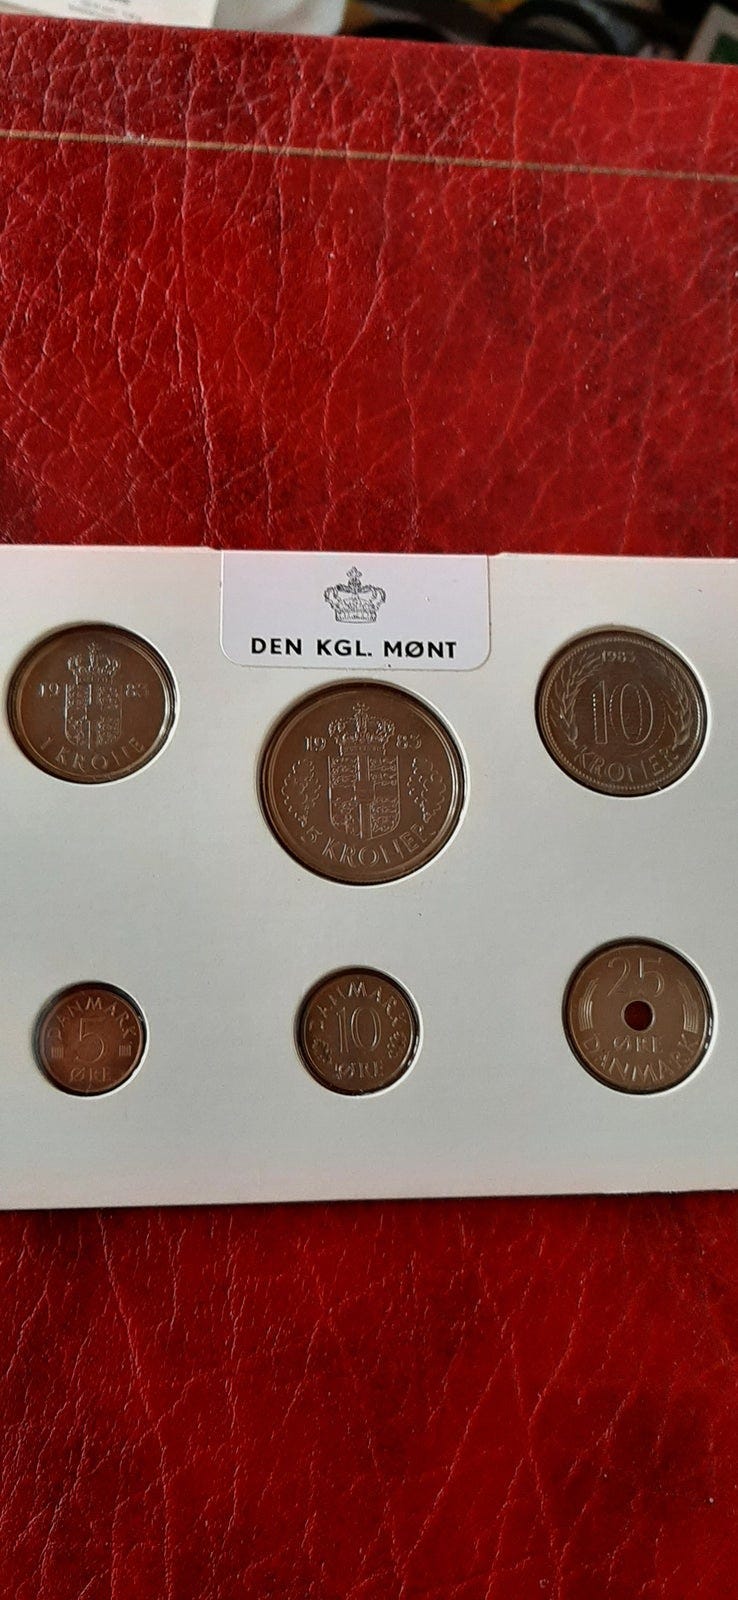 DEN KGL. MØNT
19 83
1 KRONE
19 83
5 KRONER
1983
10
KRONER
DANMARK
5
ØRE
DANMARK
10
ØRE
25
ØRE
DANMARK